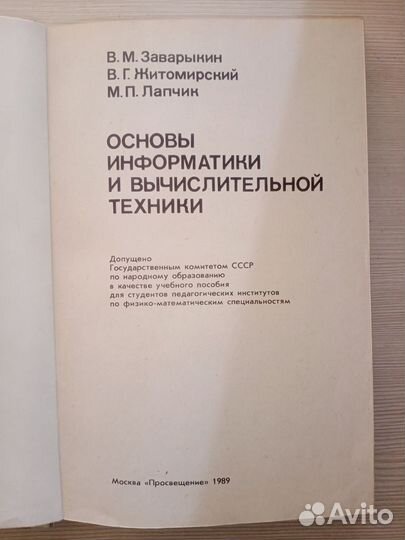 В. М. Заварыкин
В. Г. Житомирский
М. П. Лапчик
ОСНОВЫ
ИНФОРМАТИКИ
И ВЫЧИСЛИТЕЛЬНОЙ
ТЕХНИКИ
Допущено
Государственным комитетом СССР
по народному образованию
в качестве учебного пособия
для студентов педагогических институтов
по физико-математическим специальностям
Москва «Просвещение» 1989
Avito